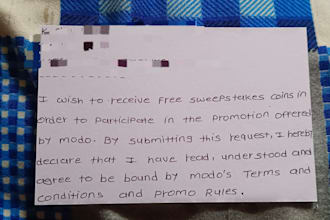 I wish to receive Free sweepstakes coins in
order to participate in the promotion offered
by modo. By submitting this request, I hereby
declare that I have read, understood and
agree to be bound by modo's Terms and
conditions and promo Rules.